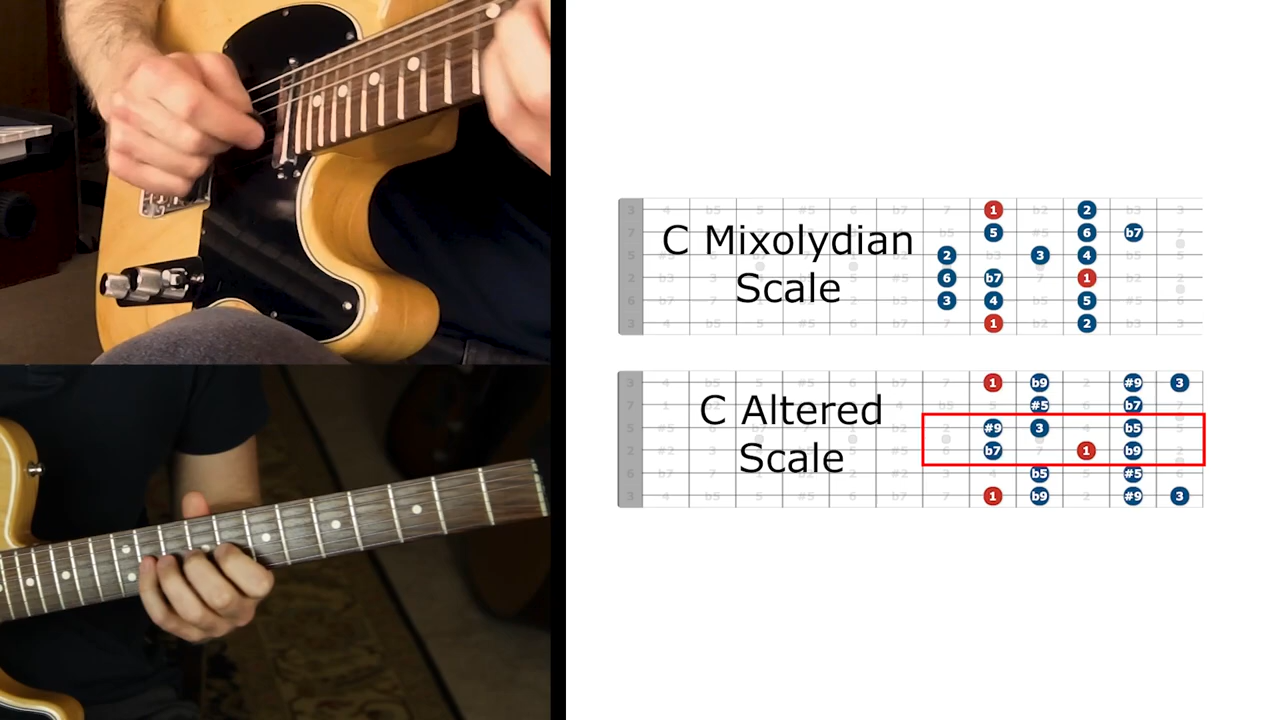 C Mixolydian
Scale
1 2
5 6 b7
2 3 4
6 b7 1
3 4 5
1 2
C Altered
Scale
1 b9 #9 3
#5 b7
#9 3 b5
b7 1 b9
b5 #5
1 b9 #9 3